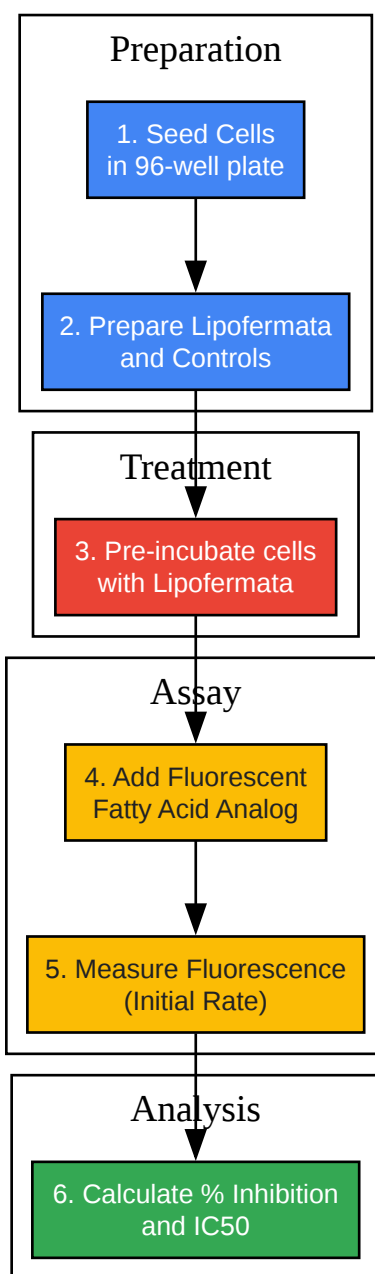 Preparation
1. Seed Cells
in 96-well plate
2. Prepare Lipofermata
and Controls
Treatment
3. Pre-incubate cells
with Lipofermata
Assay
4. Add Fluorescent
Fatty Acid Analog
5. Measure Fluorescence
(Initial Rate)
Analysis
6. Calculate % Inhibition
and IC50